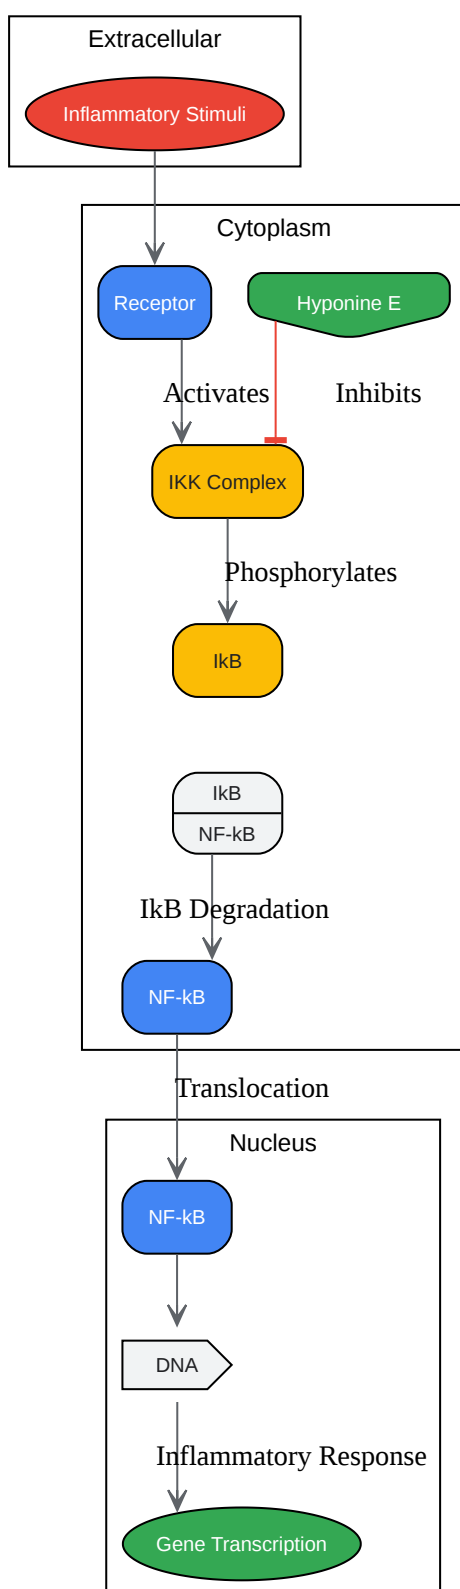 Extracellular
Inflammatory Stimuli
Cytoplasm
Receptor
Hyponine E
Activates
Inhibits
IKK Complex
Phosphorylates
IkB
IkB
NF-kB
IkB Degradation
NF-kB
Translocation
Nucleus
NF-kB
DNA
Inflammatory Response
Gene Transcription